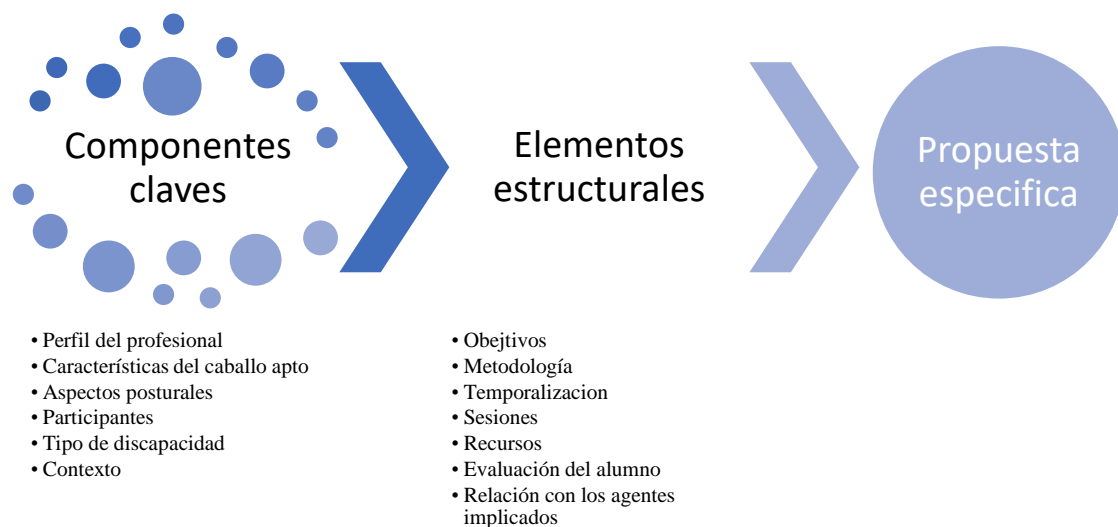 Componentes
claves
Elementos
estructurales
Propuesta
especifica
• Perfil del profesional
• Características del caballo apto
• Aspectos posturales
• Participantes
• Tipo de discapacidad
• Contexto
• Obejtivos
• Metodología
• Temporalizacion
• Sesiones
• Recursos
• Evaluación del alumno
• Relación con los agentes
implicados